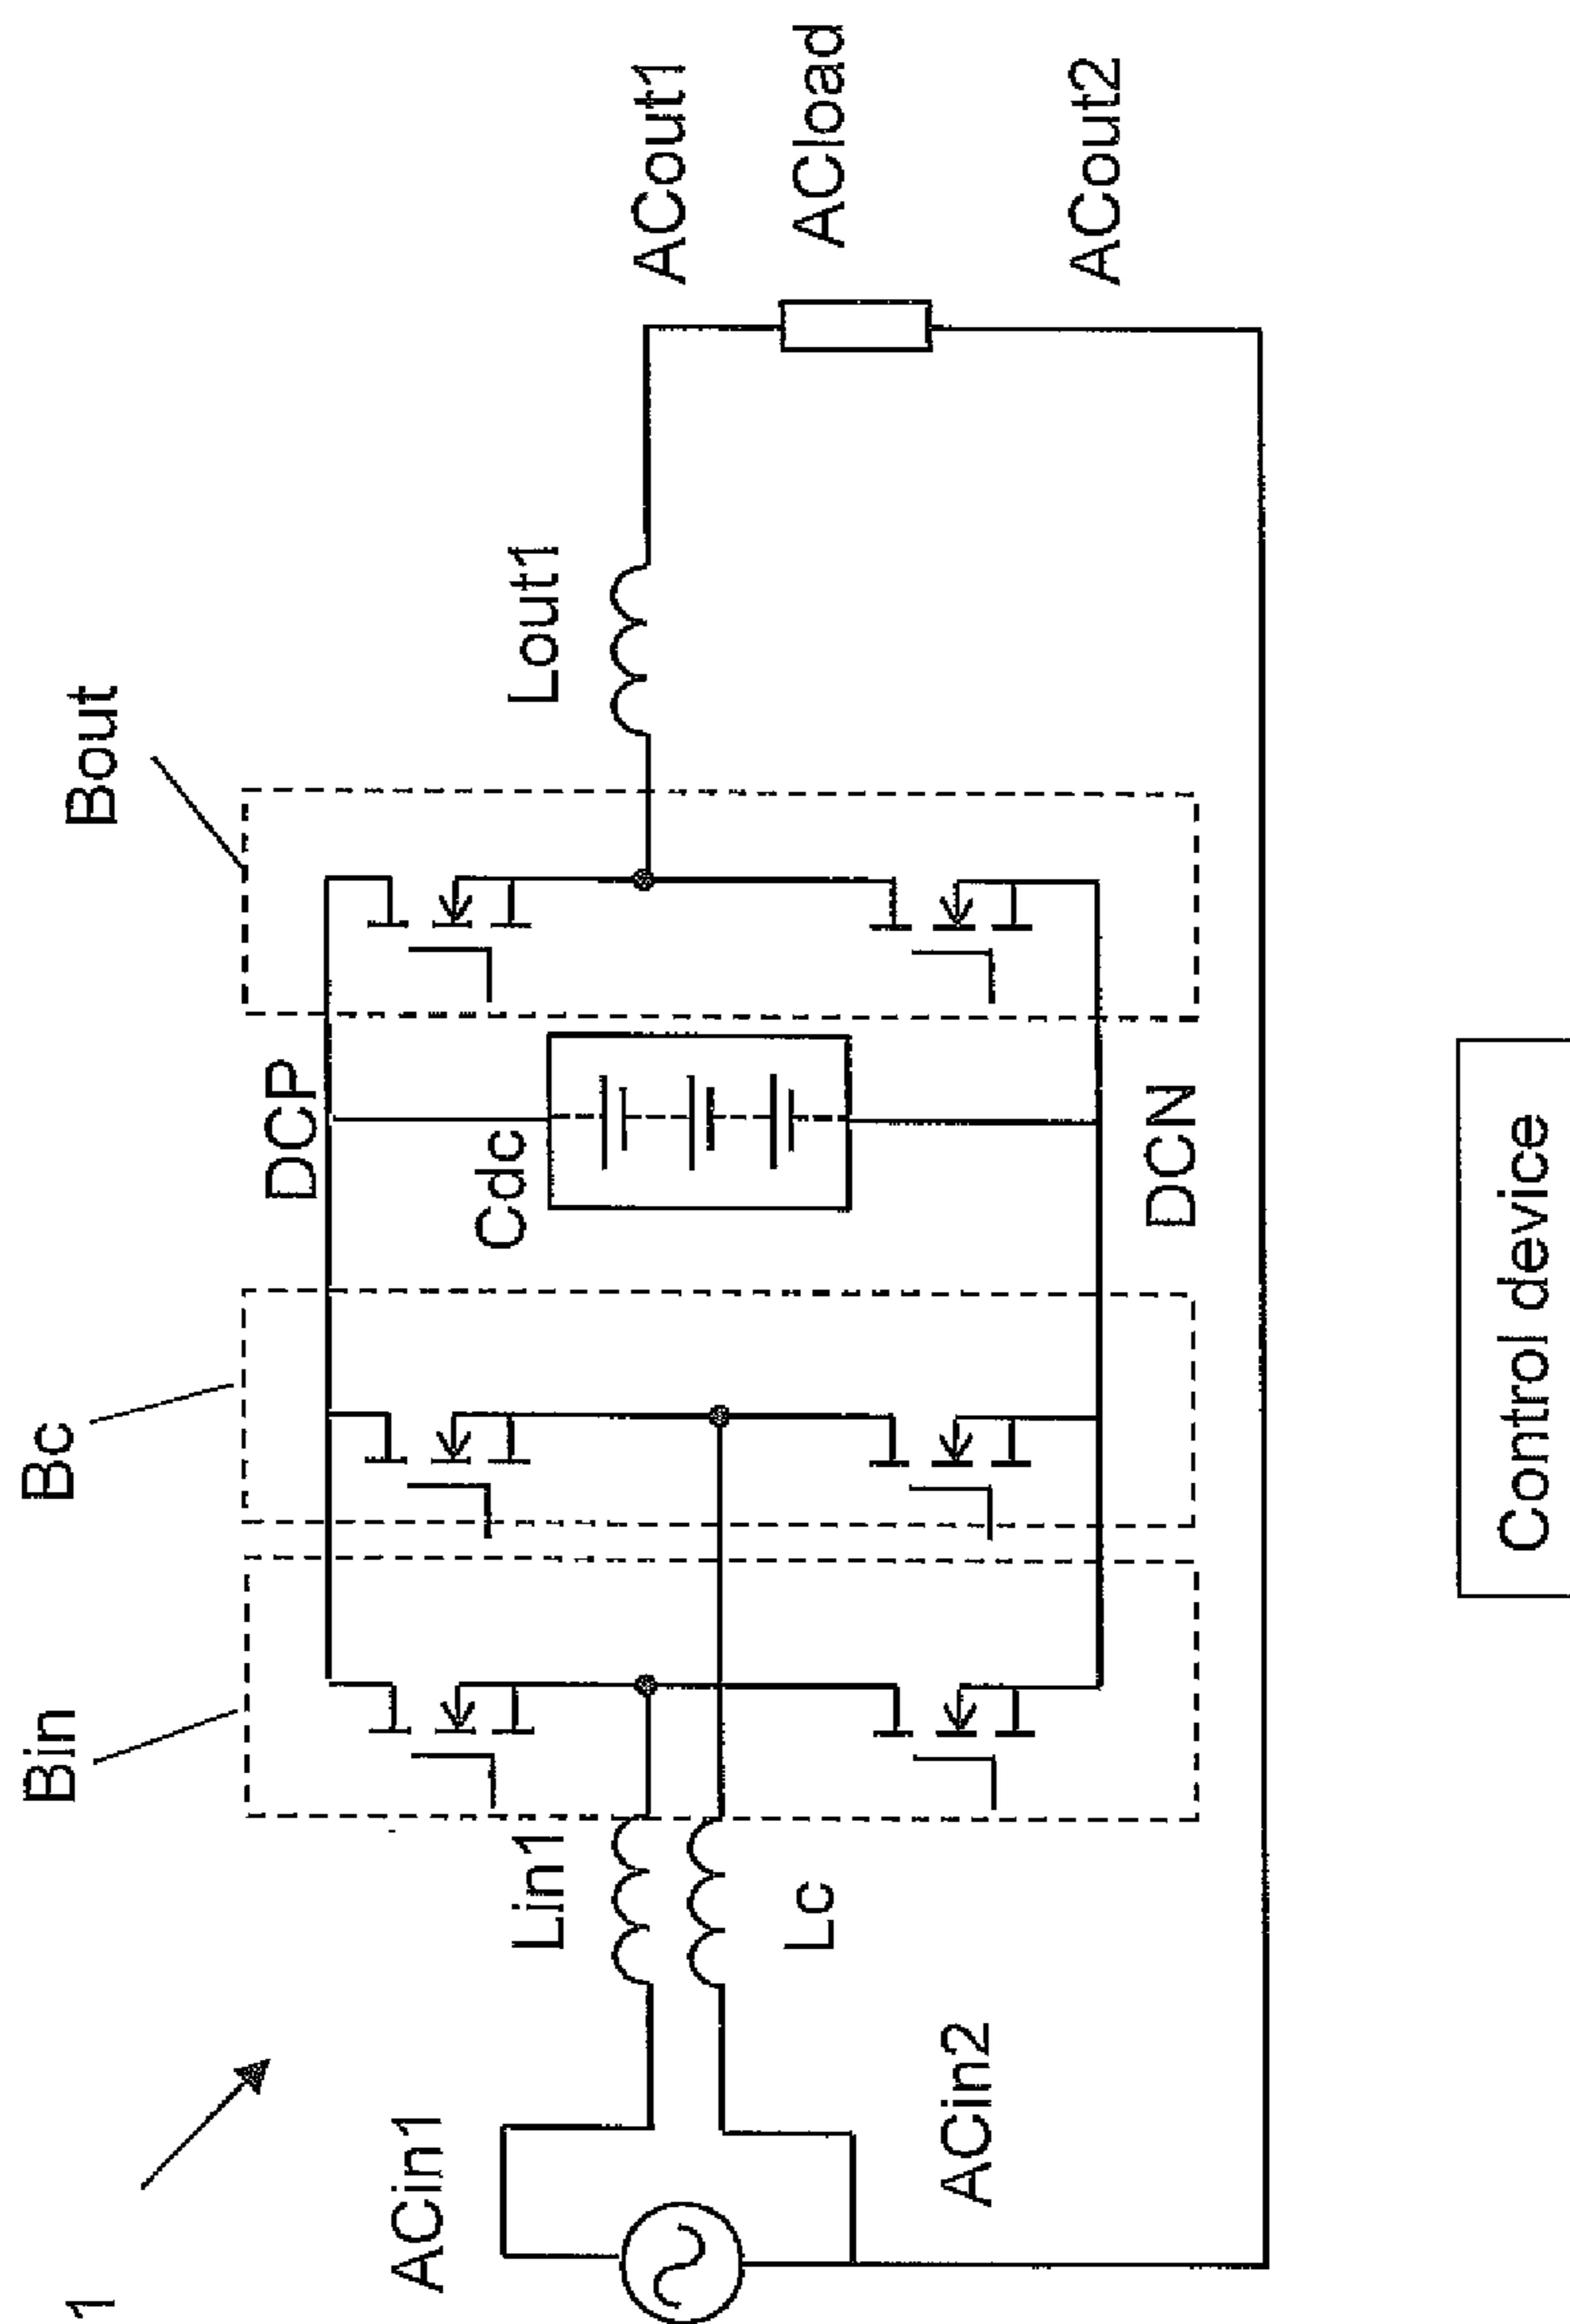 1
Bin
Bc
Bout
ACin1
Lin1
Lc
ACin2
DCP
Cdc
DCN
Lout1
ACout1
ACload
ACout2
Control device